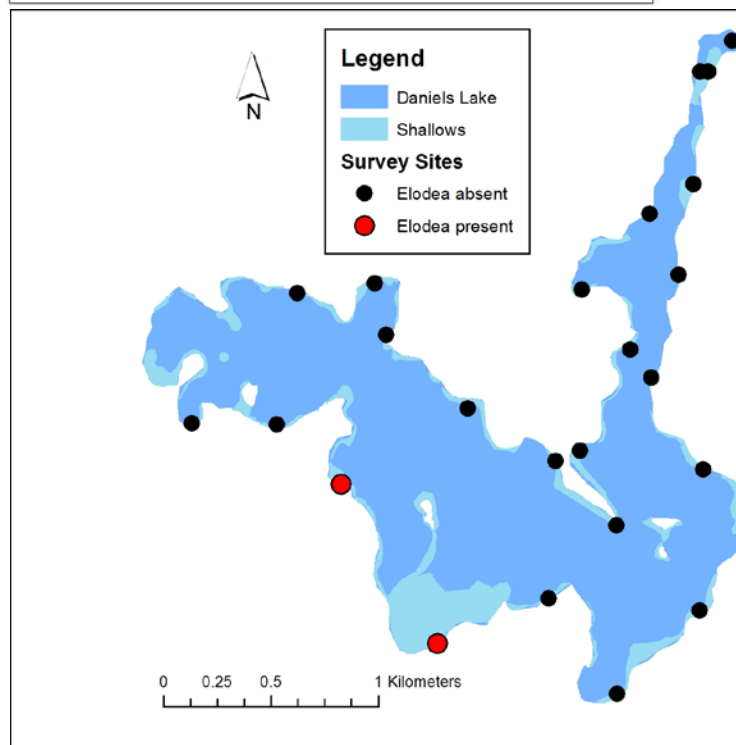 Legend
Daniels Lake
Shallows
Survey Sites
Elodea absent
Elodea present
N
0 0.25 0.5 1 Kilometers